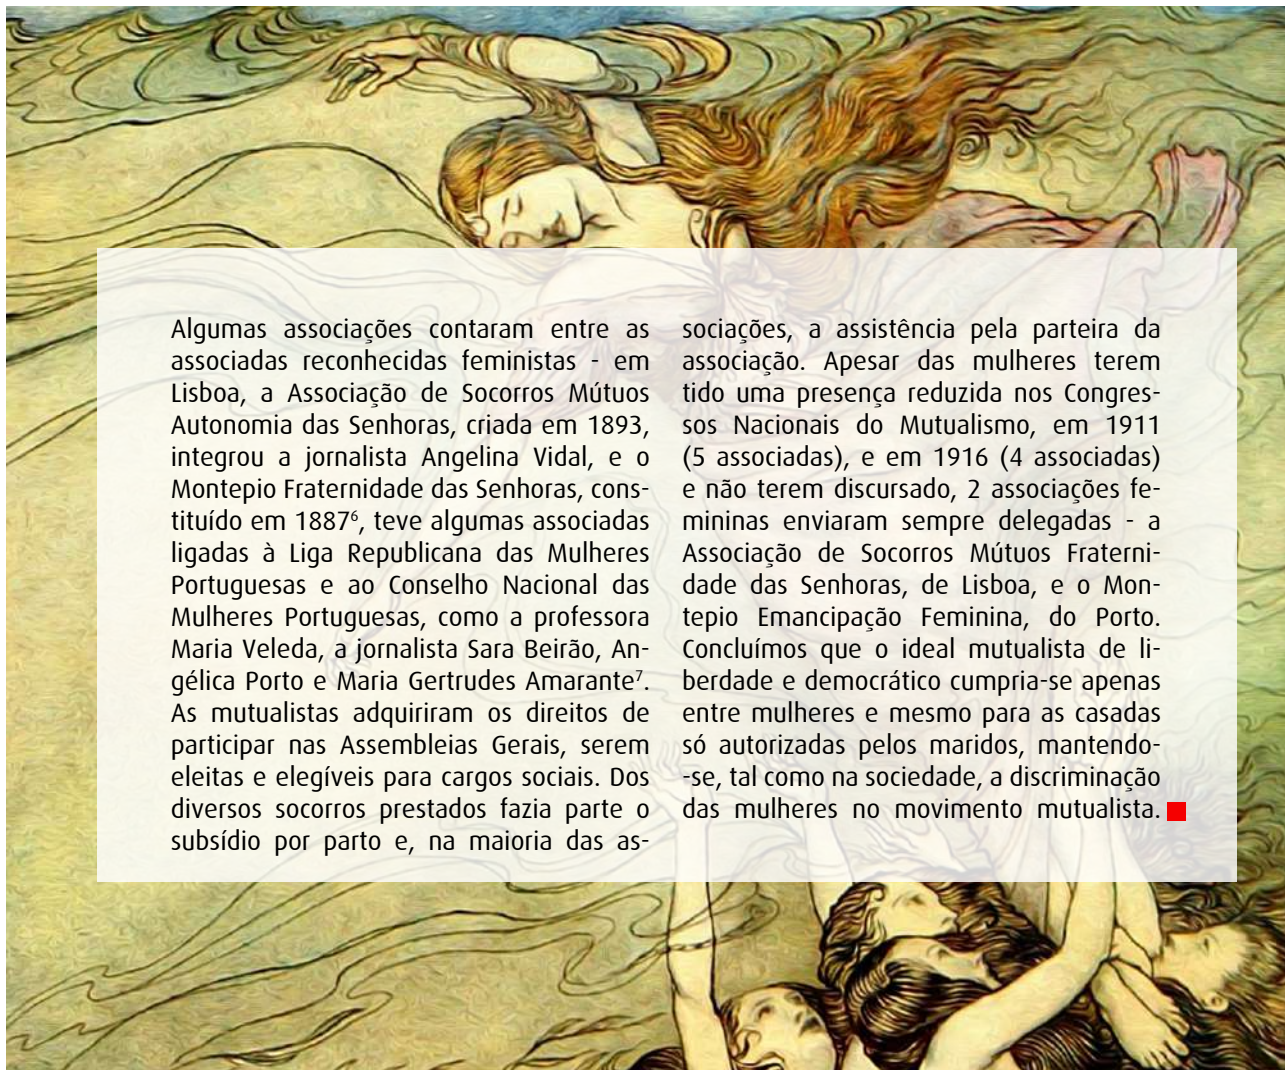 Algumas associações contaram entre as
associadas reconhecidas feministas - em
Lisboa, a Associação de Socorros Mútuos
Autonomia das Senhoras, criada em 1893,
integrou a jornalista Angelina Vidal, e o
Montepio Fraternidade das Senhoras, cons-
tituído em 1887⁶, teve algumas associadas
ligadas à Liga Republicana das Mulheres
Portuguesas e ao Conselho Nacional das
Mulheres Portuguesas, como a professora
Maria Veleda, a jornalista Sara Beirão, An-
gélica Porto e Maria Gertrudes Amarante⁷.
As mutualistas adquiriram os direitos de
participar nas Assembleias Gerais, serem
eleitas e elegíveis para cargos sociais. Dos
diversos socorros prestados fazia parte o
subsídio por parto e, na maioria das as-
sociações, a assistência pela parteira da
associação. Apesar das mulheres terem
tido uma presença reduzida nos Congres-
sos Nacionais do Mutualismo, em 1911
(5 associadas), e em 1916 (4 associadas)
e não terem discursado, 2 associações fe-
mininas enviaram sempre delegadas - a
Associação de Socorros Mútuos Fraterni-
dade das Senhoras, de Lisboa, e o Mon-
tepio Emancipação Feminina, do Porto.
Concluímos que o ideal mutualista de li-
berdade e democrático cumpria-se apenas
entre mulheres e mesmo para as casadas
só autorizadas pelos maridos, mantendo-
-se, tal como na sociedade, a discriminação
das mulheres no movimento mutualista.